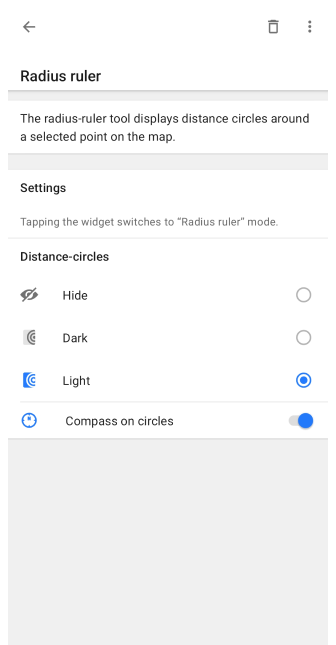 Radius ruler
The radius-ruler tool displays distance circles around
a selected point on the map.
Settings
Tapping the widget switches to “Radius ruler” mode.
Distance-circles
Hide
Dark
Light
Compass on circles